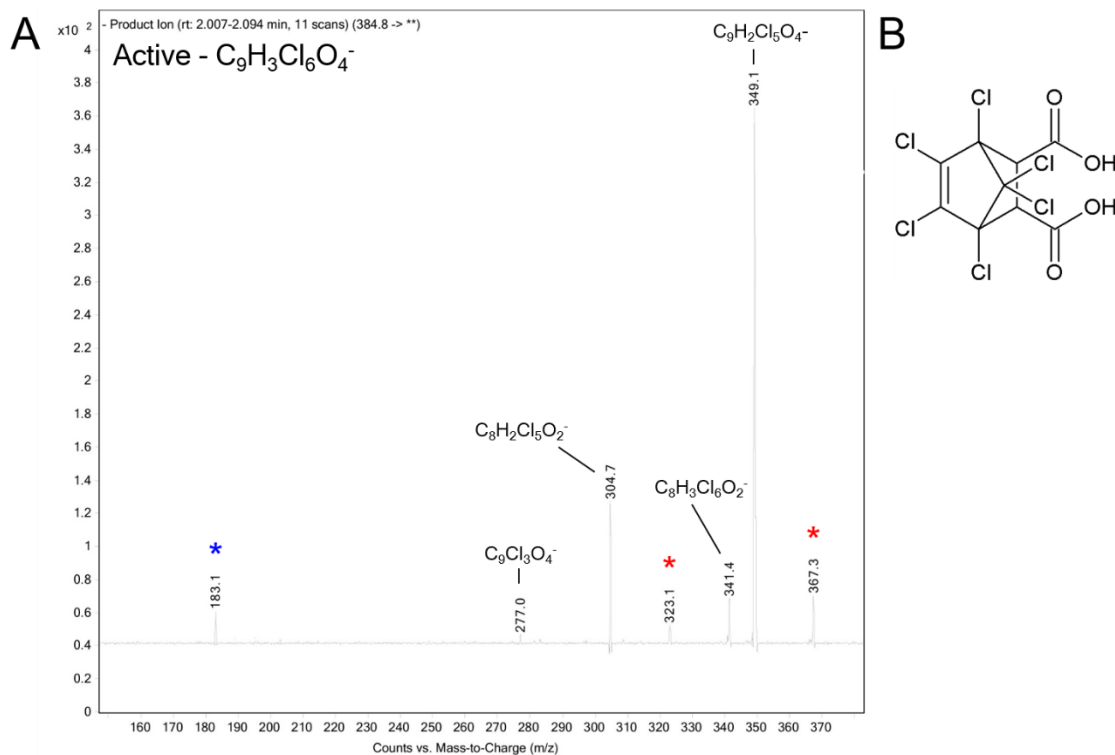 A
B
- Product Ion (rt: 2.007-2.094 min, 11 scans) (384.8 -> **)
x10 2
Active - C₉H₃Cl₆O₄⁻
C₉H₂Cl₅O₄-
349.1
C₈H₂Cl₅O₂⁻
304.7
C₈H₃Cl₆O₂⁻
341.4
C₉Cl₃O₄⁻
277.0
*
183.1
*
323.1
*
367.3
4
3.8
3.6
3.4
3.2
3
2.8
2.6
2.4
2.2
2
1.8
1.6
1.4
1.2
1
0.8
0.6
0.4
0.2
0
160 170 180 190 200 210 220 230 240 250 260 270 280 290 300 310 320 330 340 350 360 370
Counts vs. Mass-to-Charge (m/z)
Cl O
Cl
OH
Cl
Cl OH
Cl
Cl O